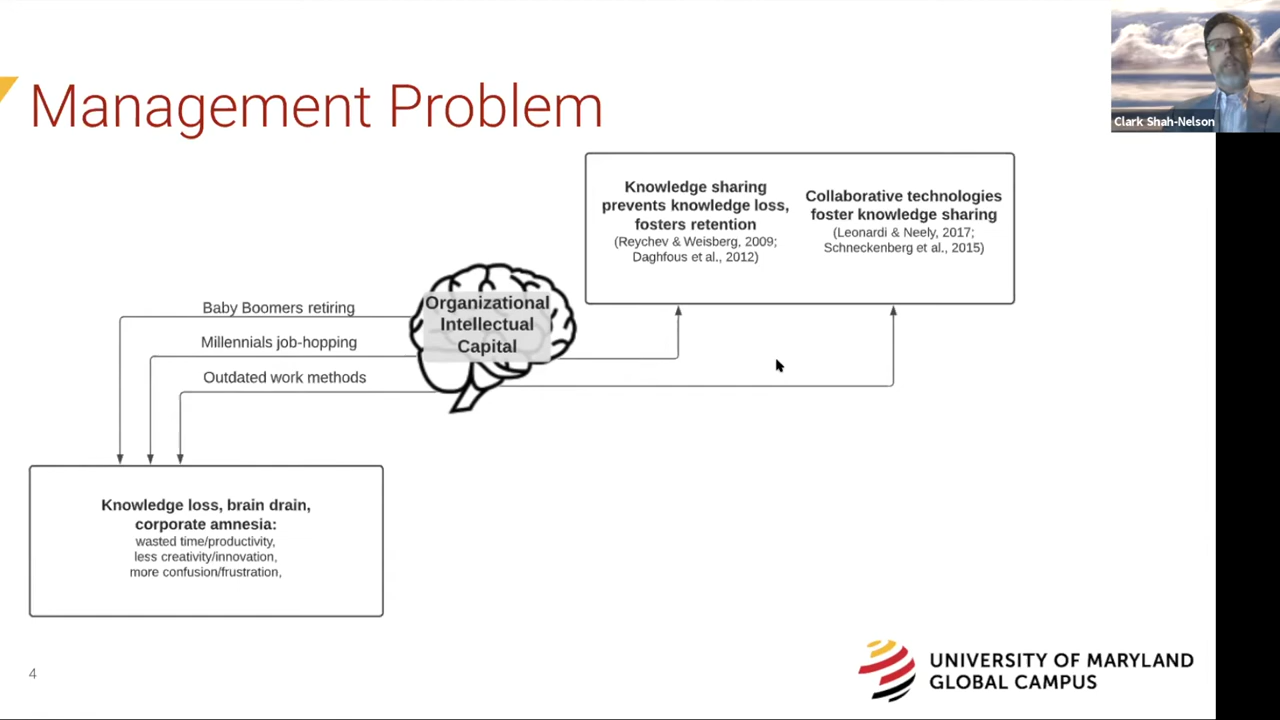 Management Problem
Clark Shah-Nelson
Knowledge sharing
prevents knowledge loss,
fosters retention
(Reychev & Weisberg, 2009;
Daghfous et al., 2012)
Collaborative technologies
foster knowledge sharing
(Leonardi & Neely, 2017;
Schneckenberg et al., 2015)
Organizational
Intellectual
Capital
Baby Boomers retiring
Millennials job-hopping
Outdated work methods
Knowledge loss, brain drain,
corporate amnesia:
wasted time/productivity,
less creativity/innovation,
more confusion/frustration,
4
UNIVERSITY OF MARYLAND
GLOBAL CAMPUS